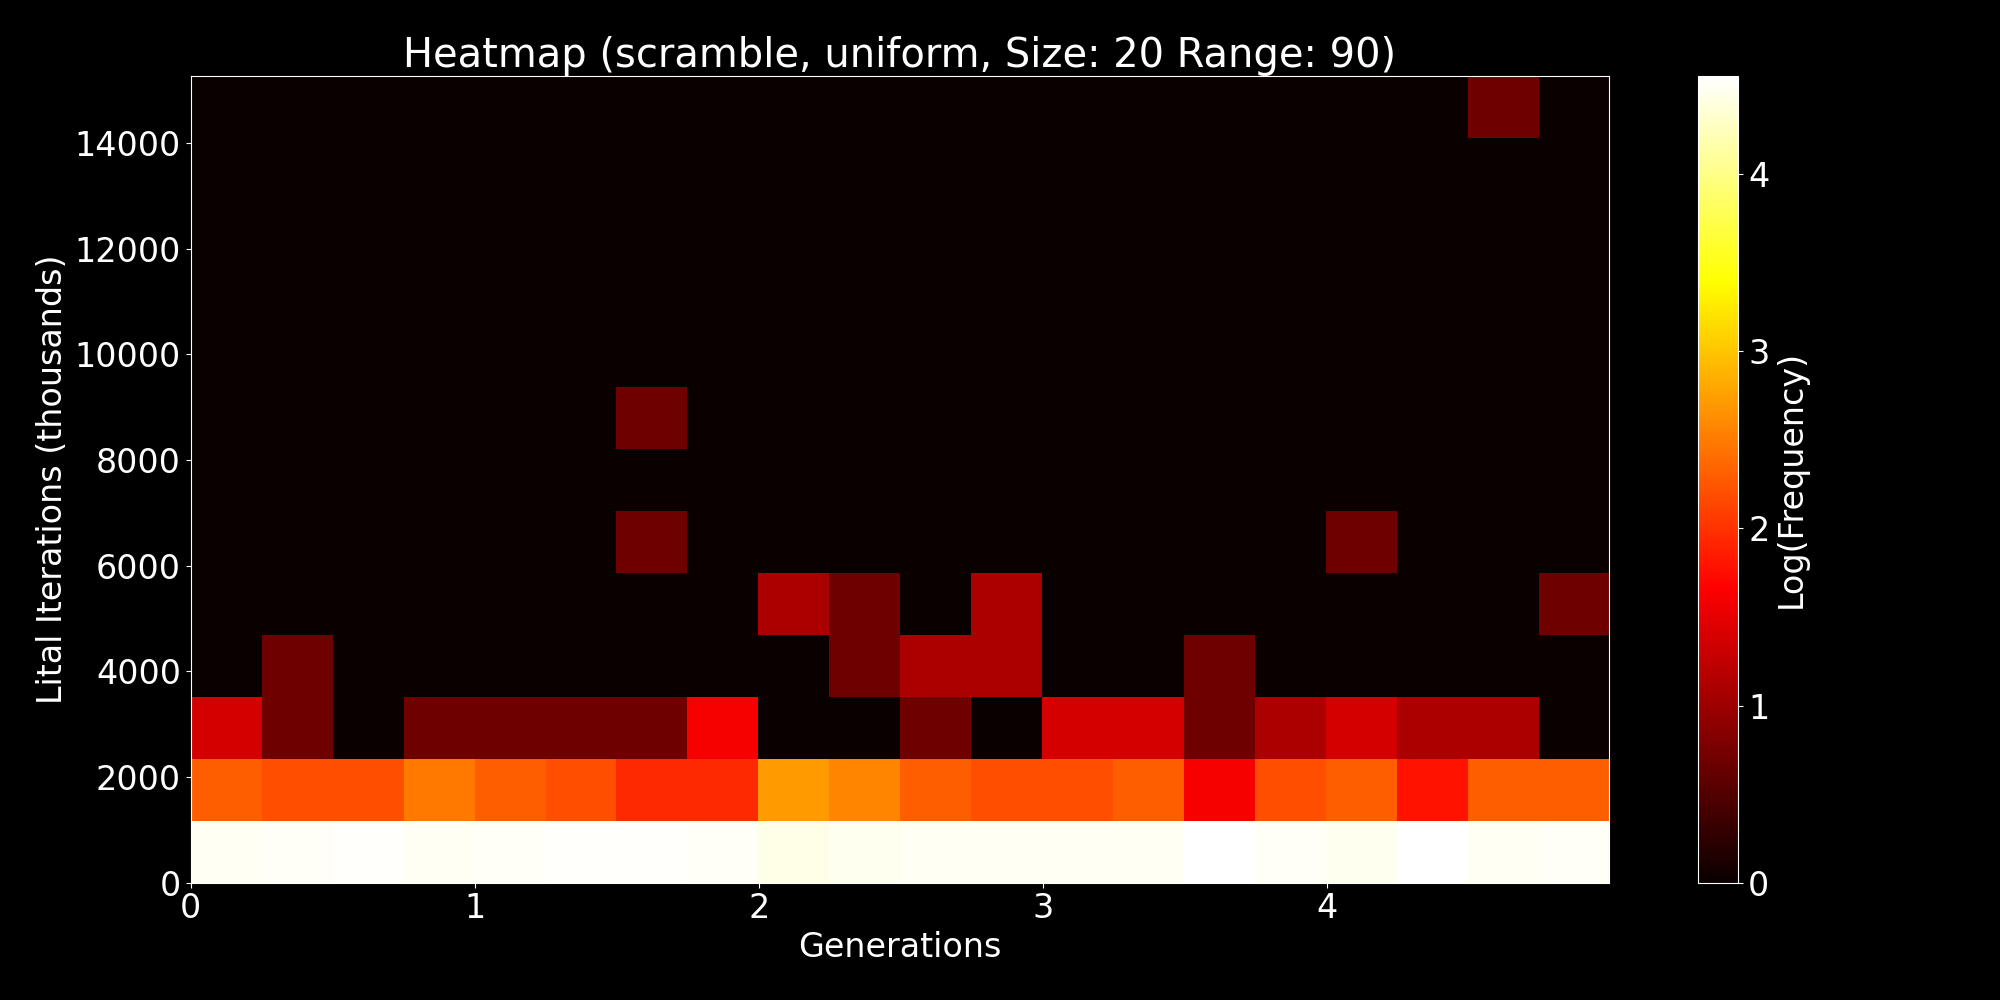 Heatmap (scramble, uniform, Size: 20 Range: 90)
Lital Iterations (thousands)
14000
12000
10000
8000
6000
4000
2000
0
0 1 2 3 4
Generations
4
3
2
1
0
Log(Frequency)